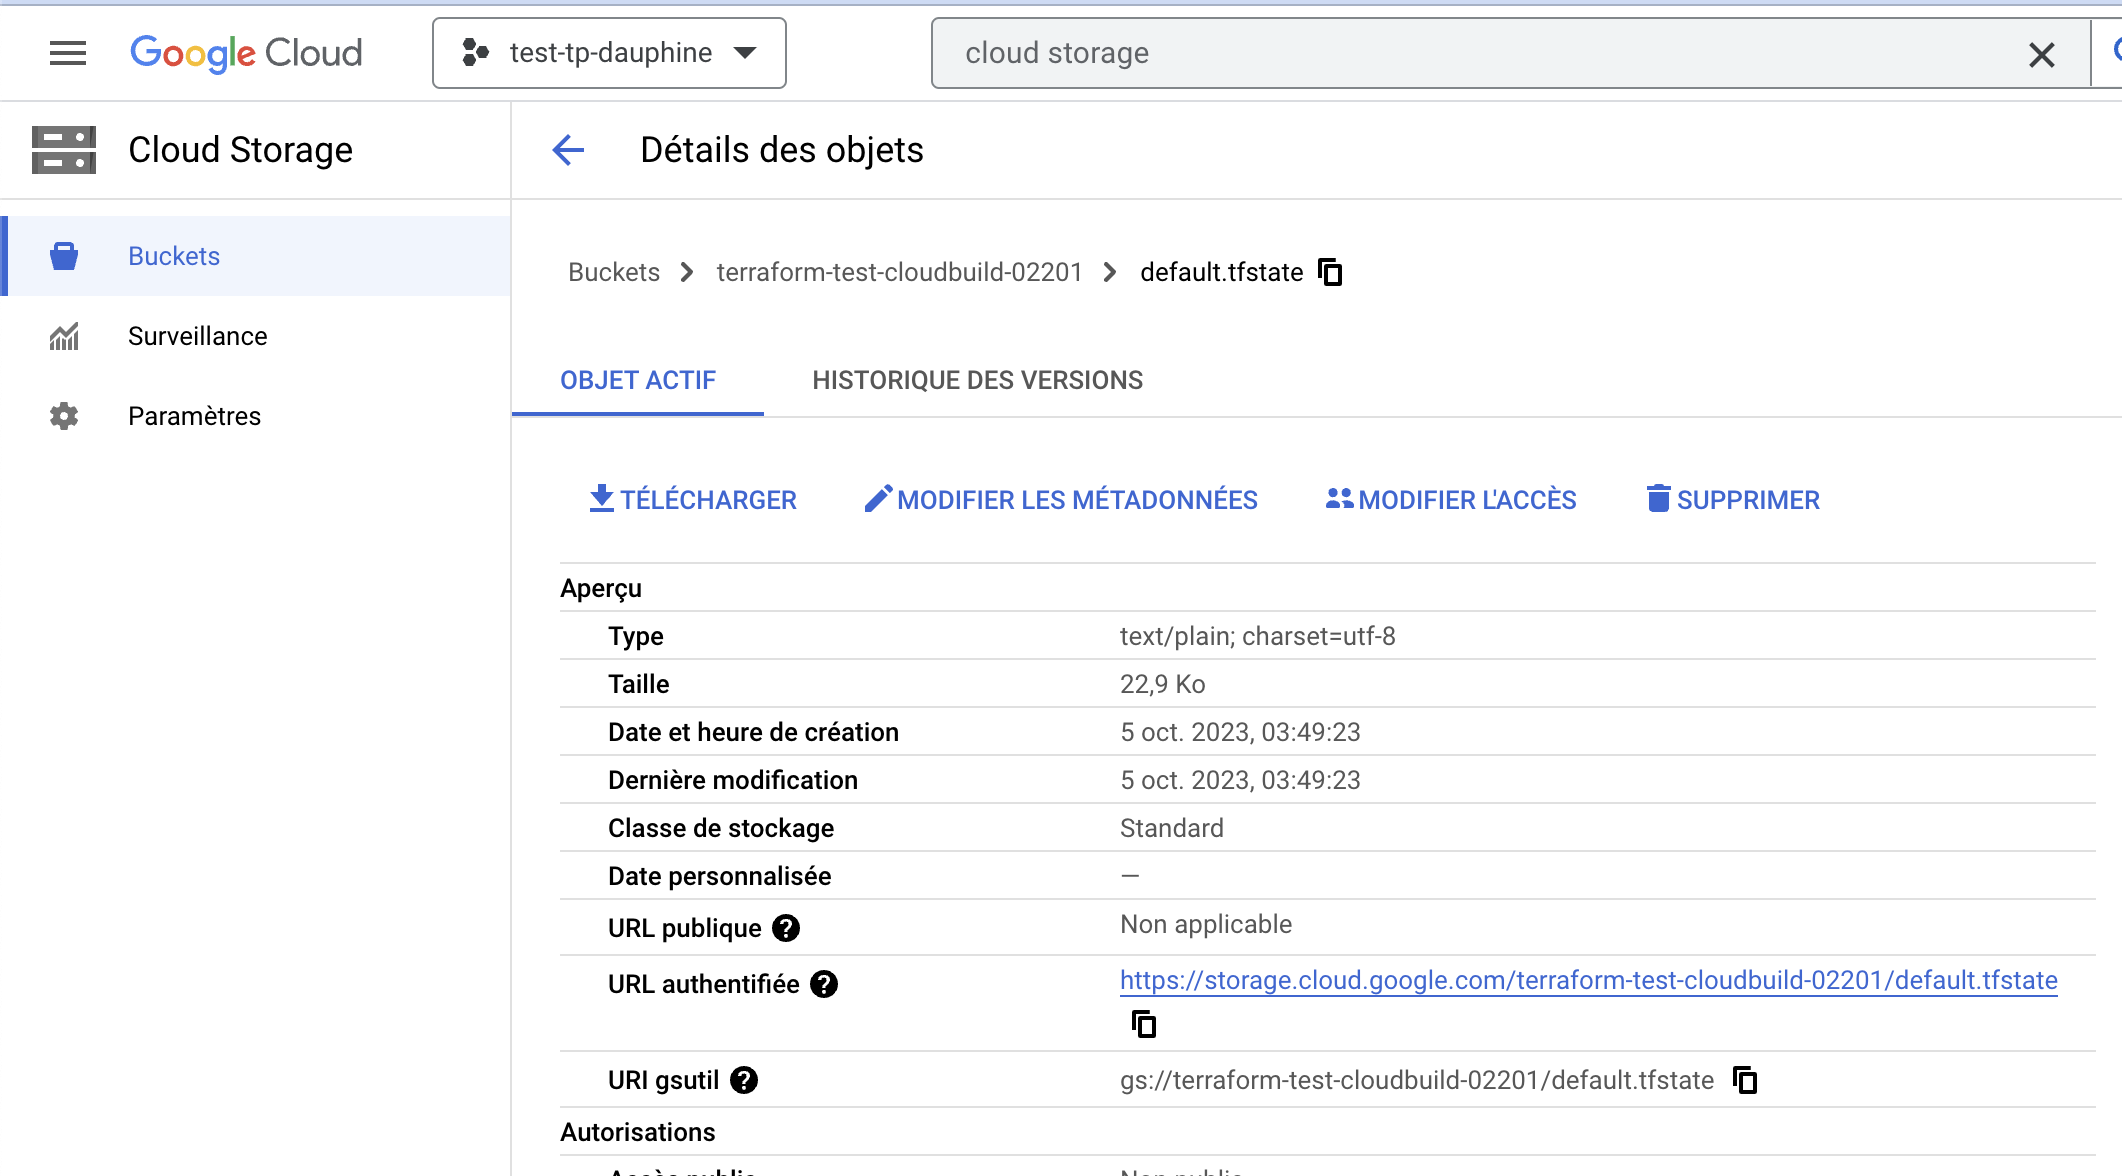 Google Cloud
test-tp-dauphine
cloud storage
Cloud Storage
Détails des objets
Buckets
Surveillance
Paramètres
Buckets
terraform-test-cloudbuild-02201
default.tfstate
OBJET ACTIF
HISTORIQUE DES VERSIONS
TÉLÉCHARGER
MODIFIER LES MÉTADONNÉES
MODIFIER L'ACCÈS
SUPPRIMER
Aperçu
Type
text/plain; charset=utf-8
Taille
22,9 Ko
Date et heure de création
5 oct. 2023, 03:49:23
Dernière modification
5 oct. 2023, 03:49:23
Classe de stockage
Standard
Date personnalisée
—
URL publique
Non applicable
URL authentifiée
https://storage.cloud.google.com/terraform-test-cloudbuild-02201/default.tfstate
URI gsutil
gs://terraform-test-cloudbuild-02201/default.tfstate
Autorisations
Accès public
Non public